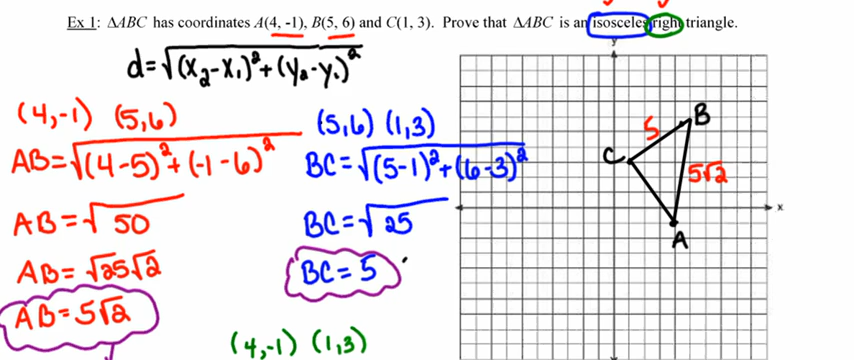 Ex 1: ΔABC has coordinates A(4, -1), B(5, 6) and C(1, 3). Prove that ΔABC is an isosceles right triangle.
d=√(x₂-x₁)²+(y₂-y₁)²
(4,-1) (5,6)
AB=√(4-5)²+(-1-6)²
AB=√50
AB=√25√2
AB=5√2
(5,6) (1,3)
BC=√(5-1)²+(6-3)²
BC=√25
BC=5
(4,-1) (1,3)
y
B
5
C
5√2
x
A